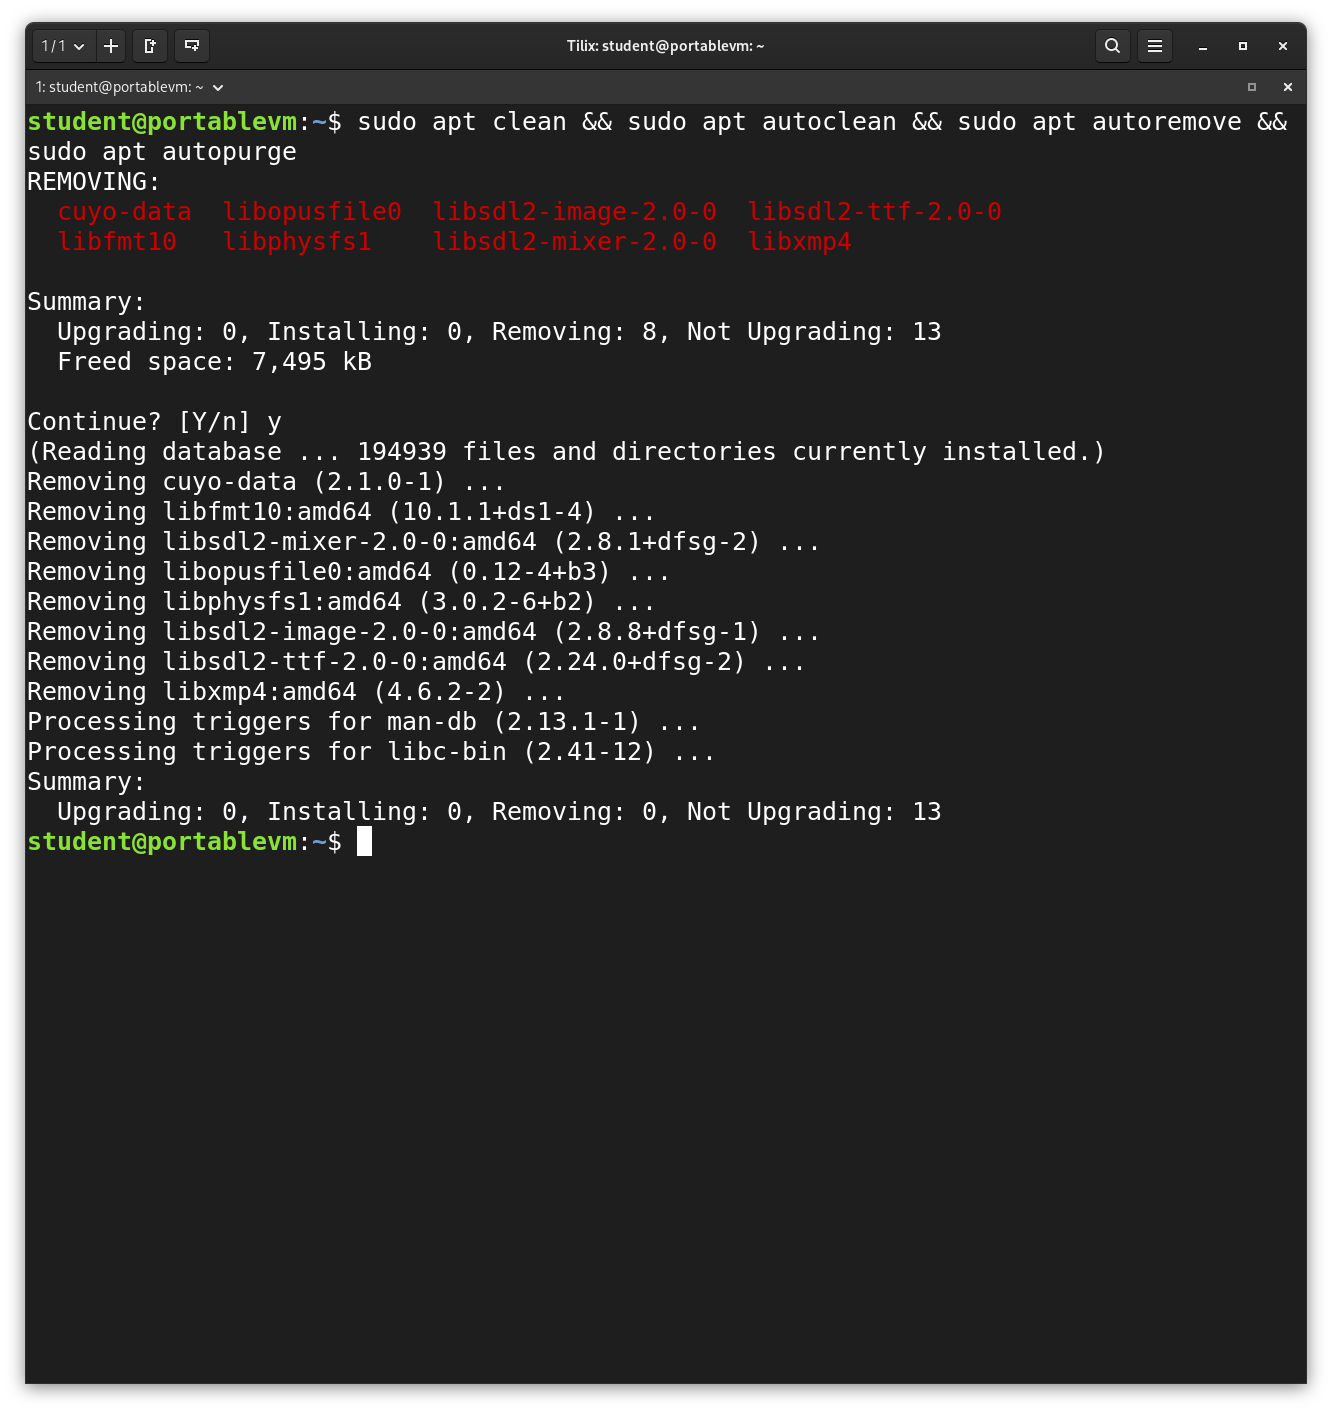 1 / 1
Tilix: student@portablevm: ~
1: student@portablevm: ~
student@portablevm:~$ sudo apt clean && sudo apt autoclean && sudo apt autoremove &&
sudo apt autopurge
REMOVING:
  cuyo-data  libopusfile0  libsdl2-image-2.0-0  libsdl2-ttf-2.0-0
  libfmt10   libphysfs1    libsdl2-mixer-2.0-0  libxmp4
Summary:
  Upgrading: 0, Installing: 0, Removing: 8, Not Upgrading: 13
  Freed space: 7,495 kB
Continue? [Y/n] y
(Reading database ... 194939 files and directories currently installed.)
Removing cuyo-data (2.1.0-1) ...
Removing libfmt10:amd64 (10.1.1+ds1-4) ...
Removing libsdl2-mixer-2.0-0:amd64 (2.8.1+dfsg-2) ...
Removing libopusfile0:amd64 (0.12-4+b3) ...
Removing libphysfs1:amd64 (3.0.2-6+b2) ...
Removing libsdl2-image-2.0-0:amd64 (2.8.8+dfsg-1) ...
Removing libsdl2-ttf-2.0-0:amd64 (2.24.0+dfsg-2) ...
Removing libxmp4:amd64 (4.6.2-2) ...
Processing triggers for man-db (2.13.1-1) ...
Processing triggers for libc-bin (2.41-12) ...
Summary:
  Upgrading: 0, Installing: 0, Removing: 0, Not Upgrading: 13
student@portablevm:~$